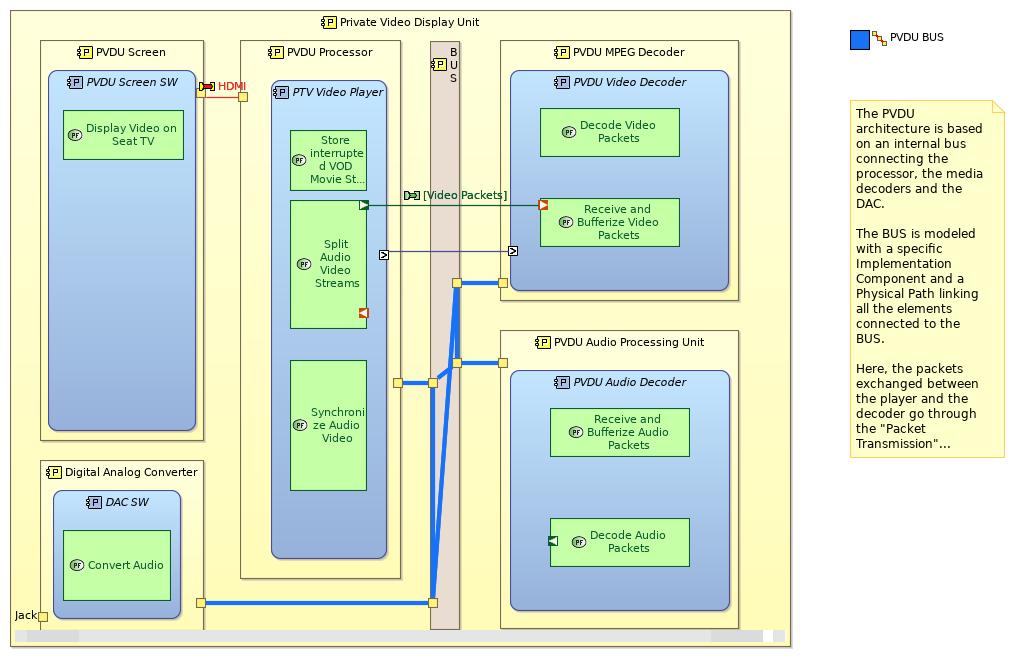 Private Video Display Unit
PVDU Screen
PVDU Screen SW
Display Video on
Seat TV
HDMI
PVDU Processor
PTV Video Player
Store
interrupte
d VOD
Movie St...
Split
Audio
Video
Streams
Synchroni
ze Audio
Video
B
U
S
[Video Packets]
PVDU MPEG Decoder
PVDU Video Decoder
Decode Video
Packets
Receive and
Bufferize Video
Packets
PVDU Audio Processing Unit
PVDU Audio Decoder
Receive and
Bufferize Audio
Packets
Decode Audio
Packets
Digital Analog Converter
DAC SW
Convert Audio
Jack
PVDU BUS
The PVDU
architecture is based
on an internal bus
connecting the
processor, the media
decoders and the
DAC.
The BUS is modeled
with a specific
Implementation
Component and a
Physical Path linking
all the elements
connected to the
BUS.
Here, the packets
exchanged between
the player and the
decoder go through
the "Packet
Transmission"...